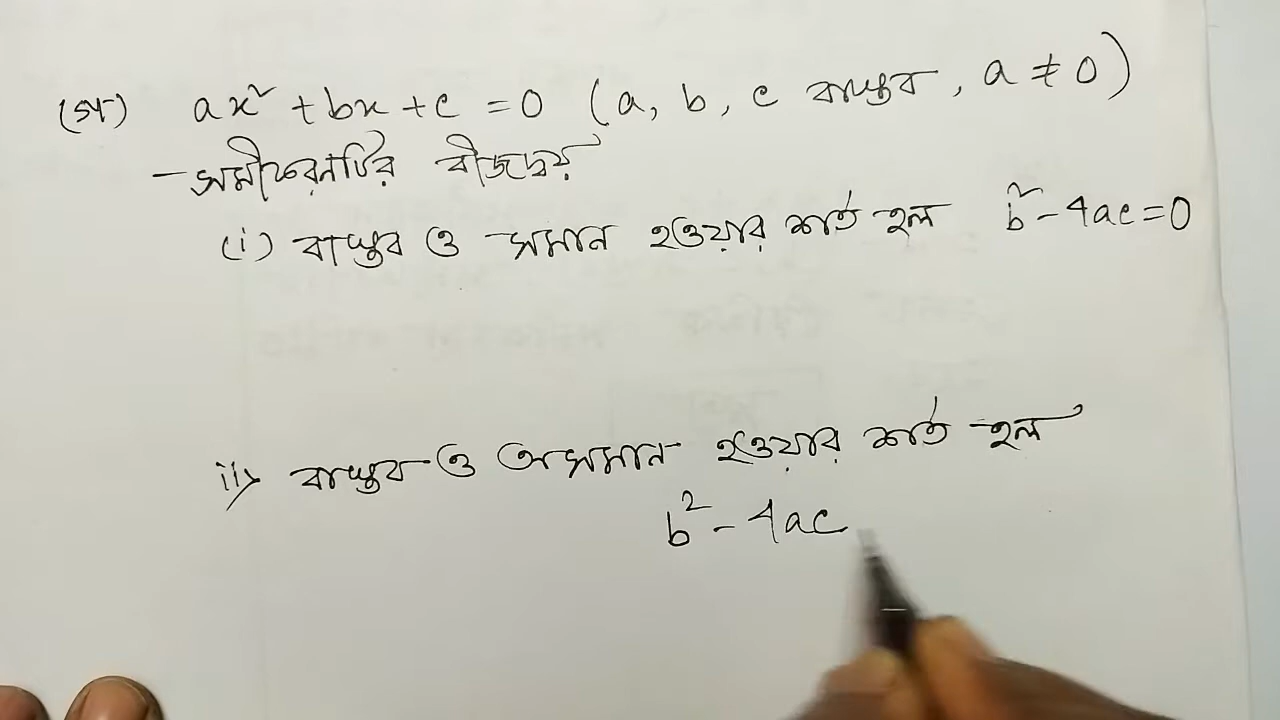 (গ) ax² + bx + c = 0 (a, b, c বাস্তব, a ≠ 0)
সমীকরণটির বীজদ্বয়
(i) বাস্তব ও সমান হওয়ার শর্ত হল b² - 4ac = 0
ii) বাস্তব ও অসমান হওয়ার শর্ত হল
b² - 4ac